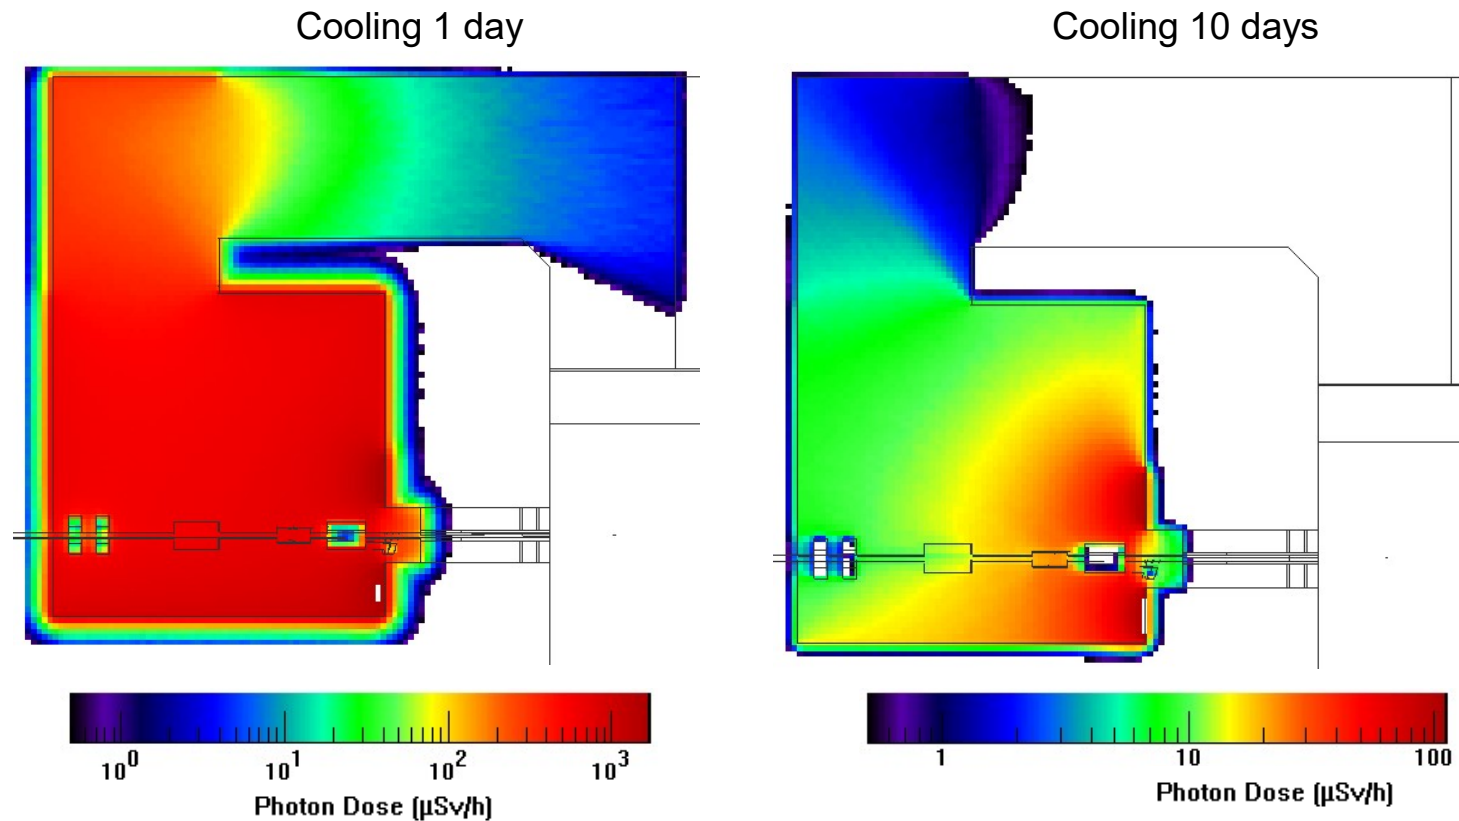 Cooling 1 day
Cooling 10 days
10^0 10^1 10^2 10^3
Photon Dose (µSv/h)
1 10 100
Photon Dose (µSv/h)